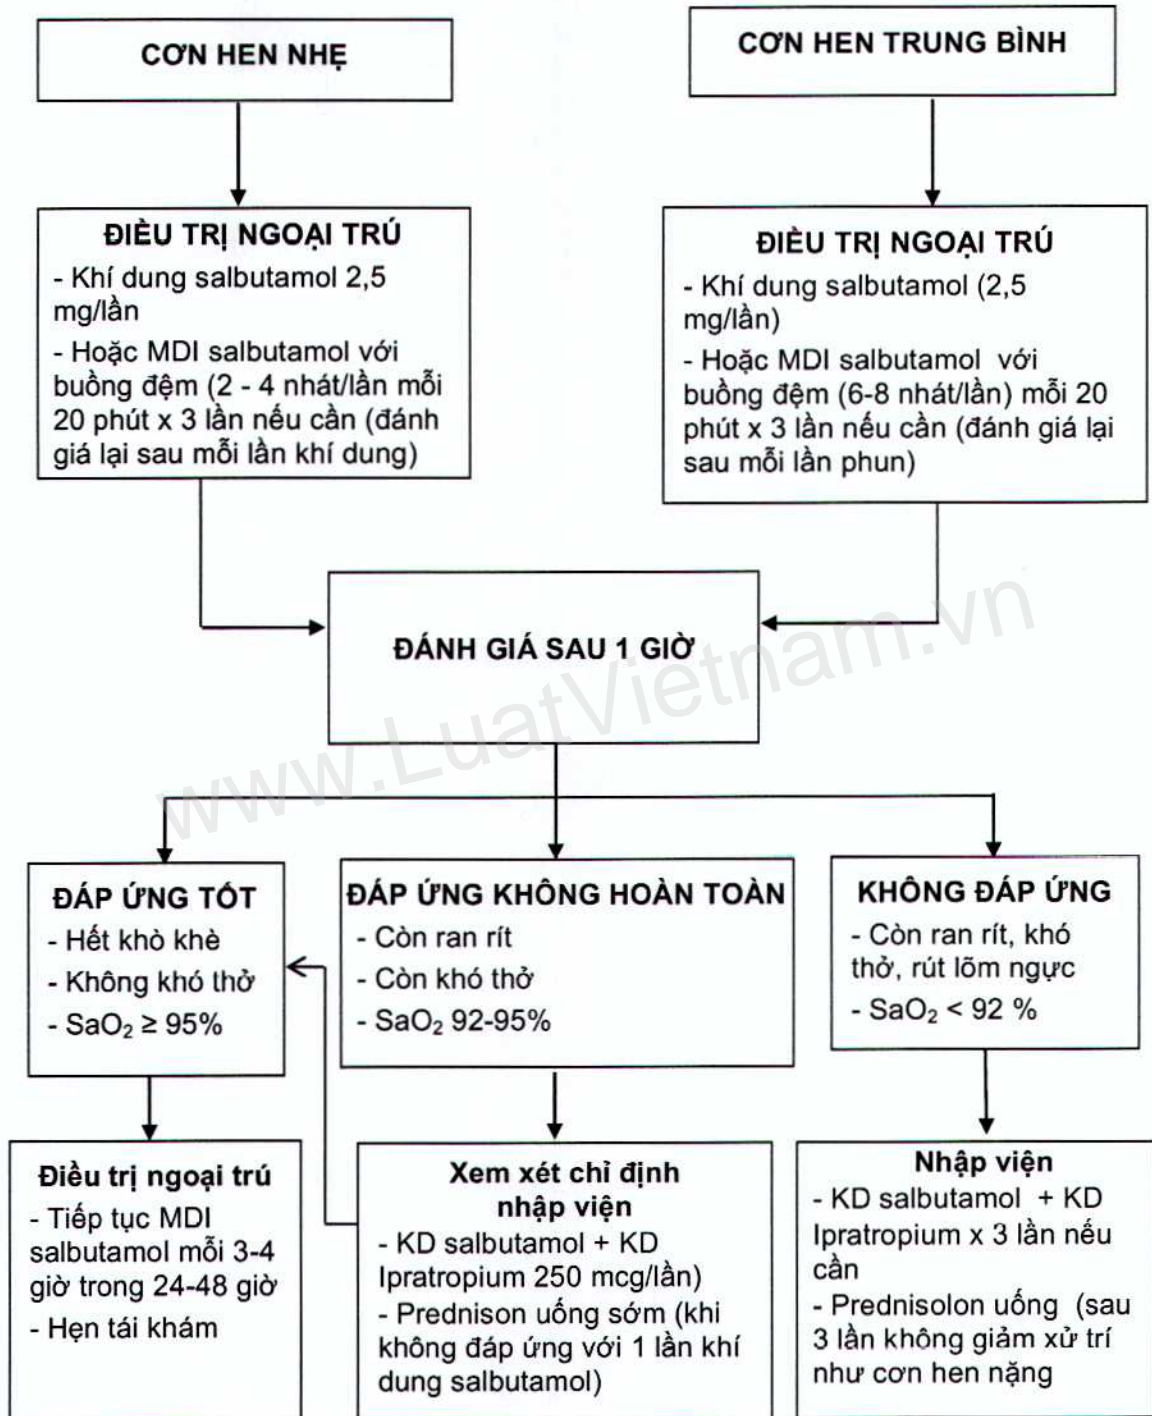 CƠN HEN NHẸ
CƠN HEN TRUNG BÌNH
ĐIỀU TRỊ NGOẠI TRÚ
- Khí dung salbutamol 2,5
mg/lần
- Hoặc MDI salbutamol với
buồng đệm (2 - 4 nhát/lần mỗi
20 phút x 3 lần nếu cần (đánh
giá lại sau mỗi lần khí dung)
ĐIỀU TRỊ NGOẠI TRÚ
- Khí dung salbutamol (2,5
mg/lần)
- Hoặc MDI salbutamol với
buồng đệm (6-8 nhát/lần) mỗi 20
phút x 3 lần nếu cần (đánh giá lại
sau mỗi lần phun)
ĐÁNH GIÁ SAU 1 GIỜ
www.LuatVietnam.vn
ĐÁP ỨNG TỐT
- Hết khò khè
- Không khó thở
- SaO₂ ≥ 95%
ĐÁP ỨNG KHÔNG HOÀN TOÀN
- Còn ran rít
- Còn khó thở
- SaO₂ 92-95%
KHÔNG ĐÁP ỨNG
- Còn ran rít, khó
thở, rút lõm ngực
- SaO₂ < 92 %
Điều trị ngoại trú
- Tiếp tục MDI
salbutamol mỗi 3-4
giờ trong 24-48 giờ
- Hẹn tái khám
Xem xét chỉ định
nhập viện
- KD salbutamol + KD
Ipratropium 250 mcg/lần)
- Prednison uống sớm (khi
không đáp ứng với 1 lần khí
dung salbutamol)
Nhập viện
- KD salbutamol + KD
Ipratropium x 3 lần nếu
cần
- Prednisolon uống (sau
3 lần không giảm xử trí
như cơn hen nặng